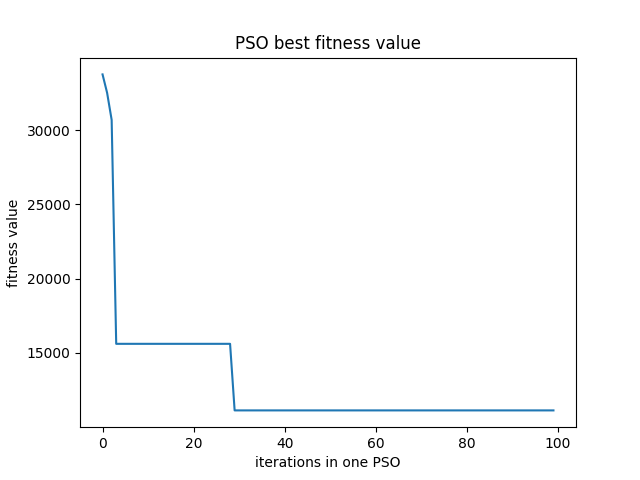 PSO best fitness value
fitness value
30000
25000
20000
15000
0 20 40 60 80 100
iterations in one PSO